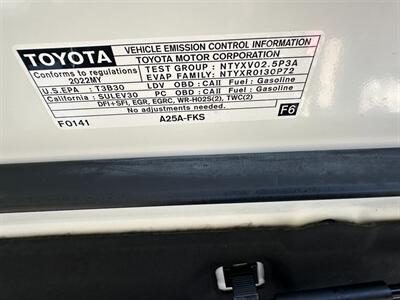 TOYOTA VEHICLE EMISSION CONTROL INFORMATION
Conforms to regulations TOYOTA MOTOR CORPORATION
2022MY TEST GROUP : NTYXV02.5P3A
EVAP FAMILY: NTYXR0130P72
U.S.EPA : T3B30 LDV OBD : CAII Fuel : Gasoline
California : SULEV30 PC OBD : CAII Fuel : Gasoline
DFI+SFI, EGR, EGRC, WR-HO2S(2), TWC(2)
No adjustments needed. F6
FO141 A25A-FKS